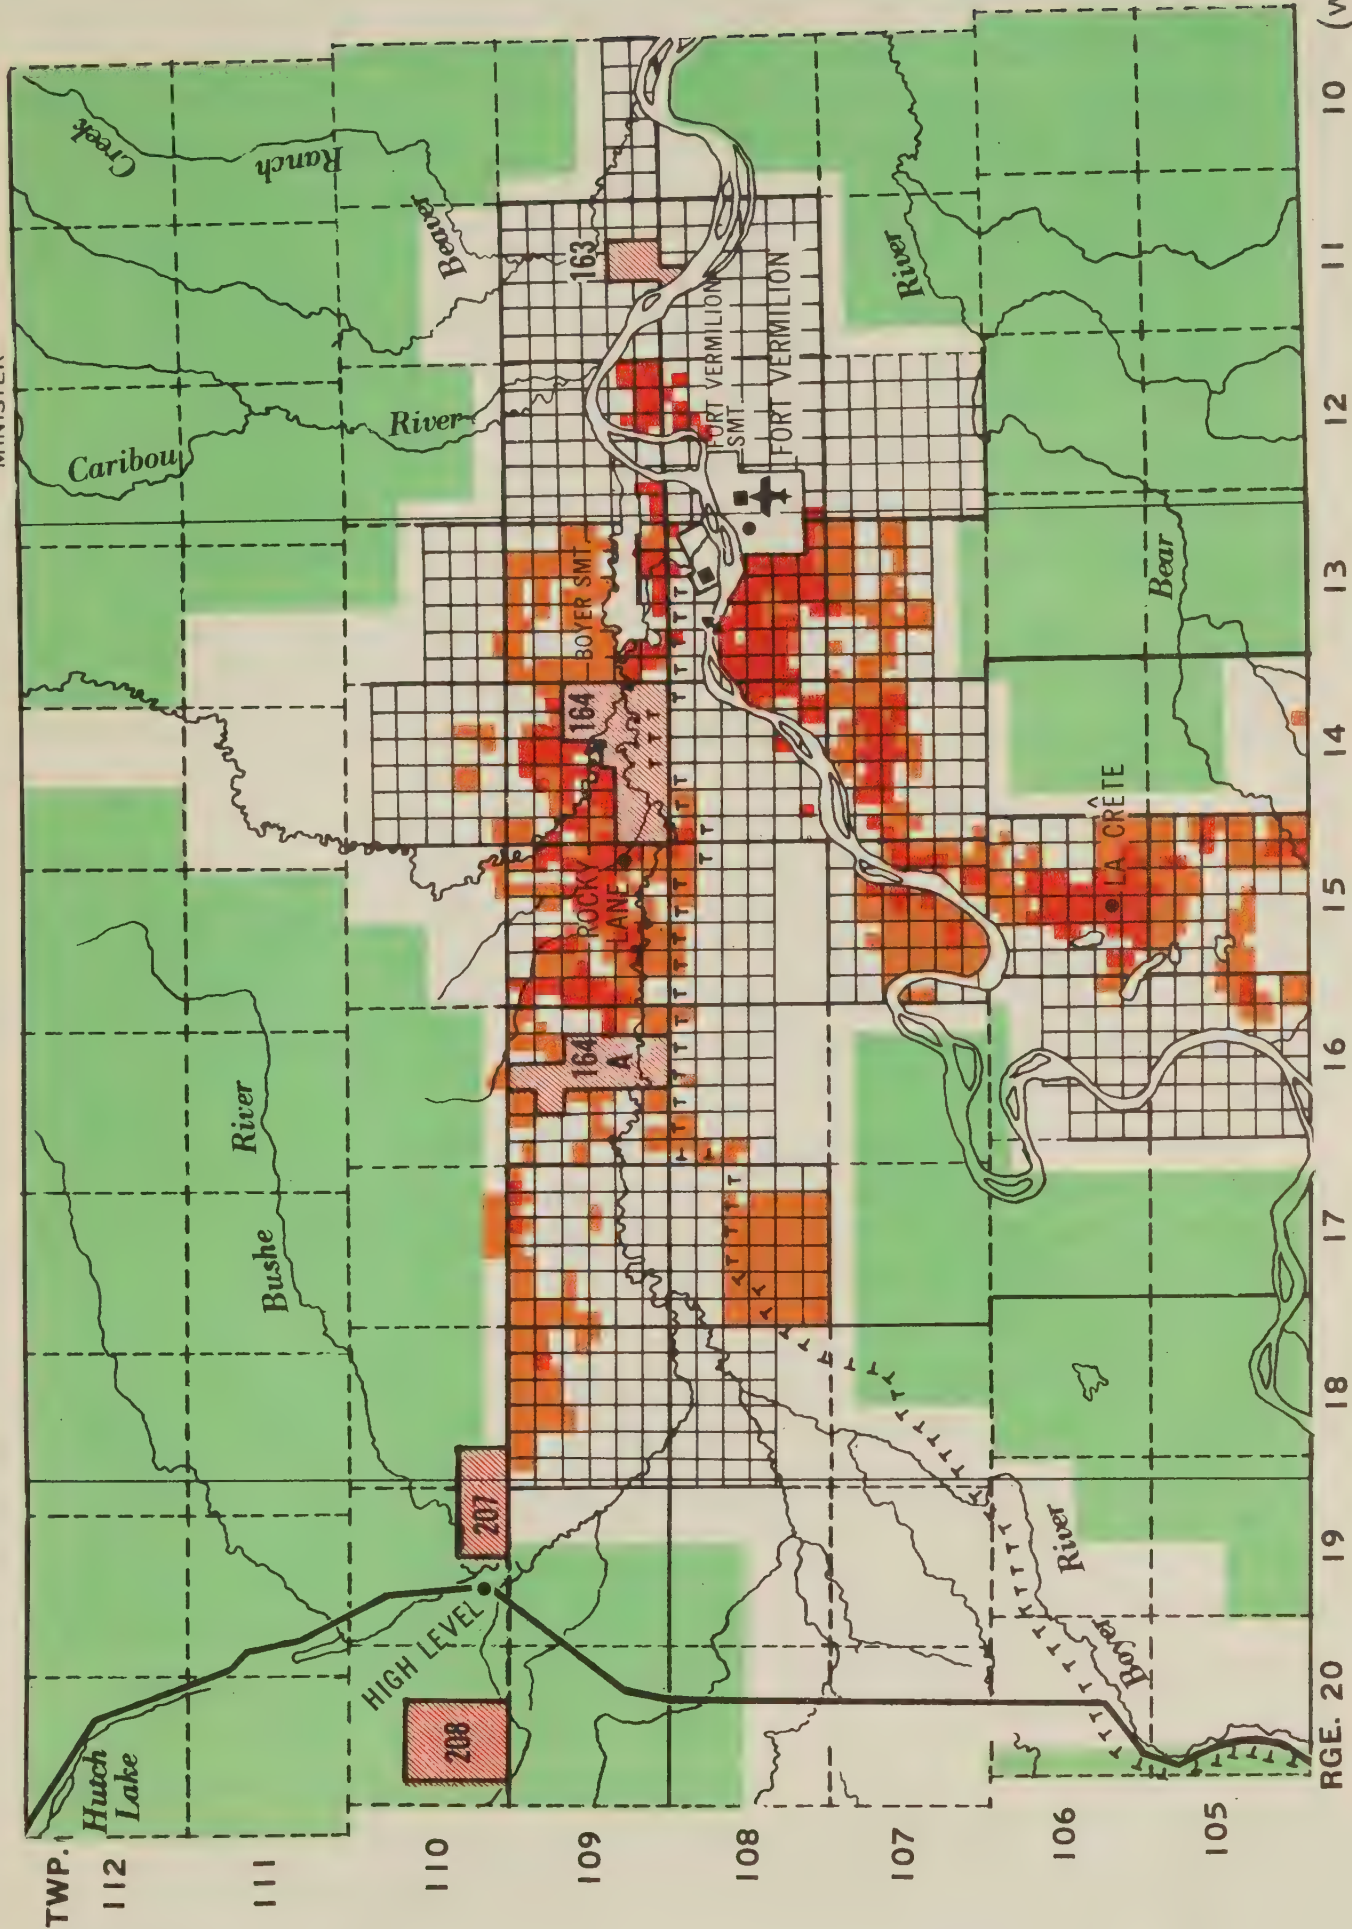 MINISTER
TWP.
112
111
110
109
108
107
106
105
RGE. 20
19
18
17
16
15
14
13
12
11
10
(W
Hutch
Lake
HIGH LEVEL
208
207
Bushe
River
Boyer
River
164
A
ROCKY
LANE
164
BOYER SMT.
Caribou
River
Beaver
Ranch
Creek
163
FORT VERMILION
SMT
FORT VERMILION
LA CRÊTE
Bear
River